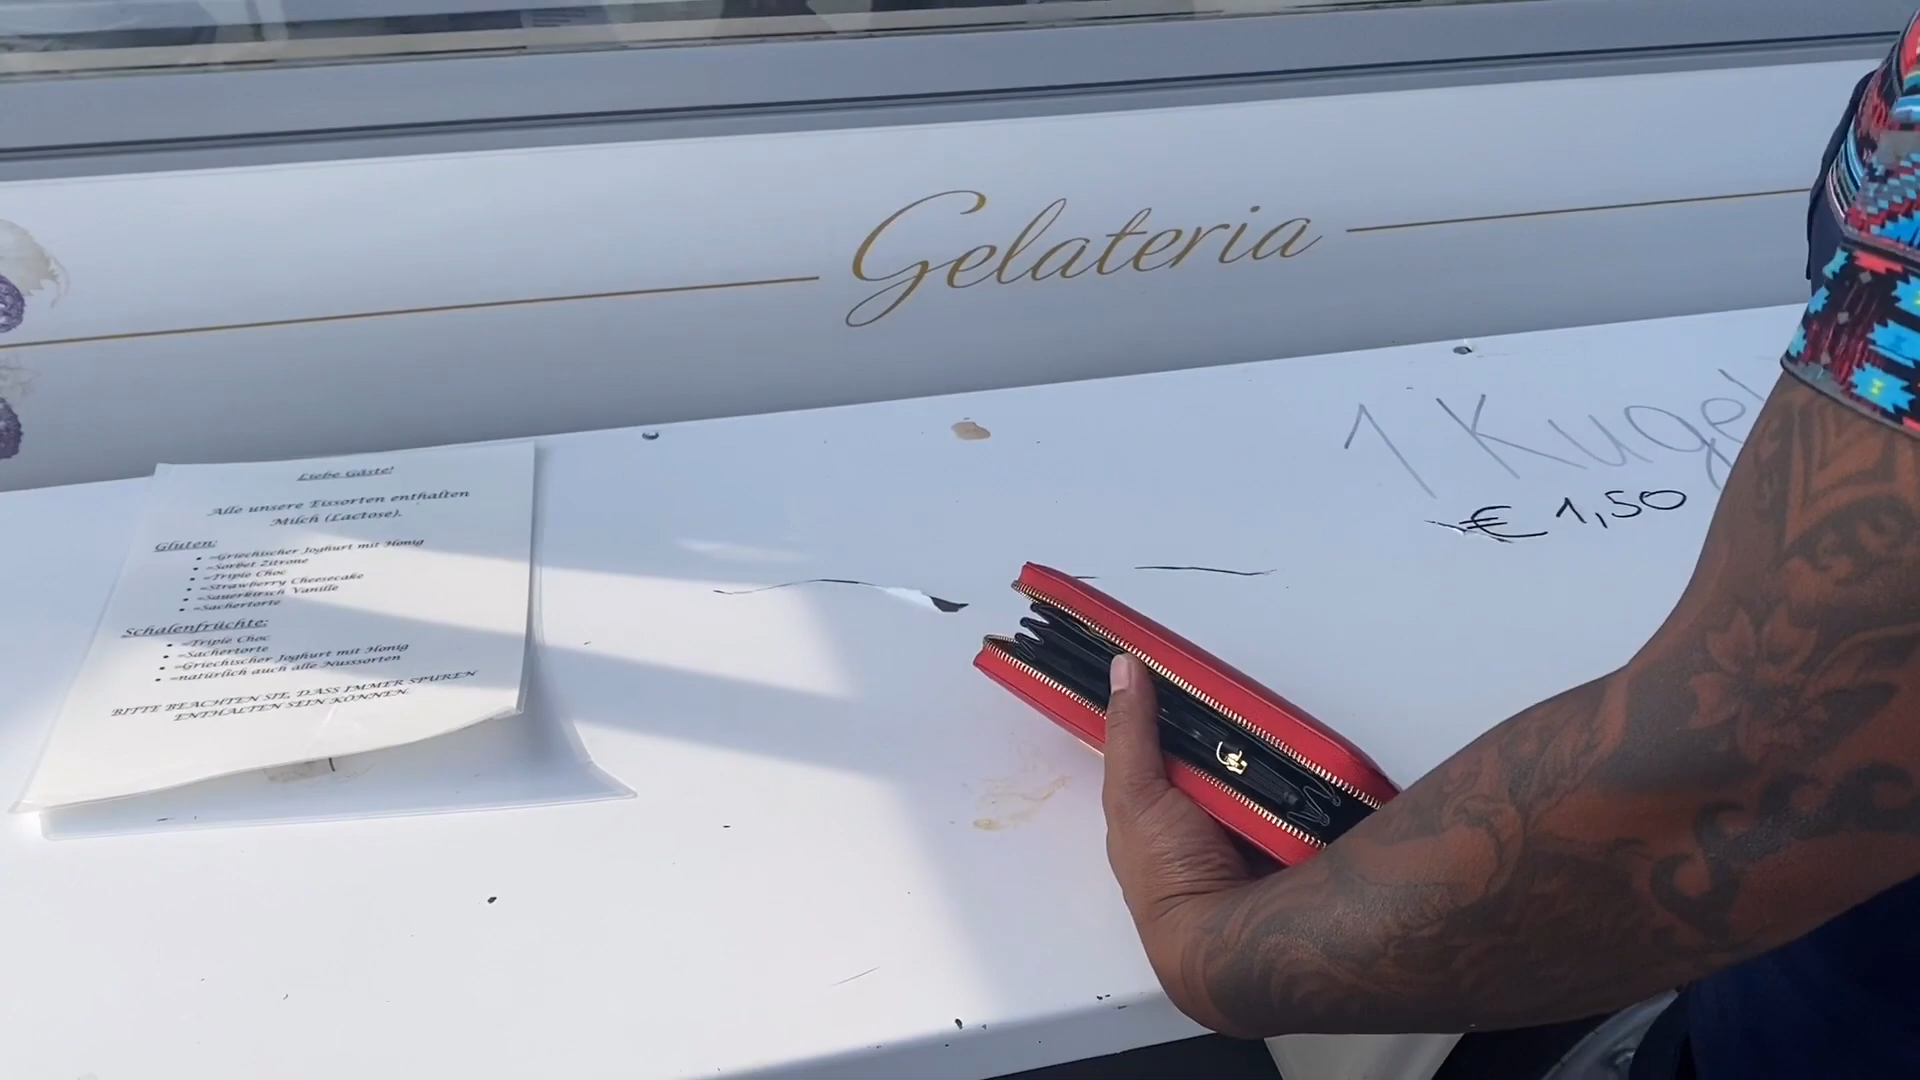 Gelateria
Liebe Gäste!
Alle unsere Eissorten enthalten
Milch (Lactose).
Gluten:
• =Griechischer Joghurt mit Honig
• =Sorbet Zitrone
• =Triple Choc
• =Strawberry Cheesecake
• =Sauerkirsch Vanille
• =Sachertorte
Schalenfrüchte:
• =Triple Choc
• =Sachertorte
• =Griechischer Joghurt mit Honig
• =natürlich auch alle Nusssorten
BITTE BEACHTEN SIE, DASS IMMER SPUREN
ENTHALTEN SEIN KÖNNEN.
1 Kugel
€ 1,50